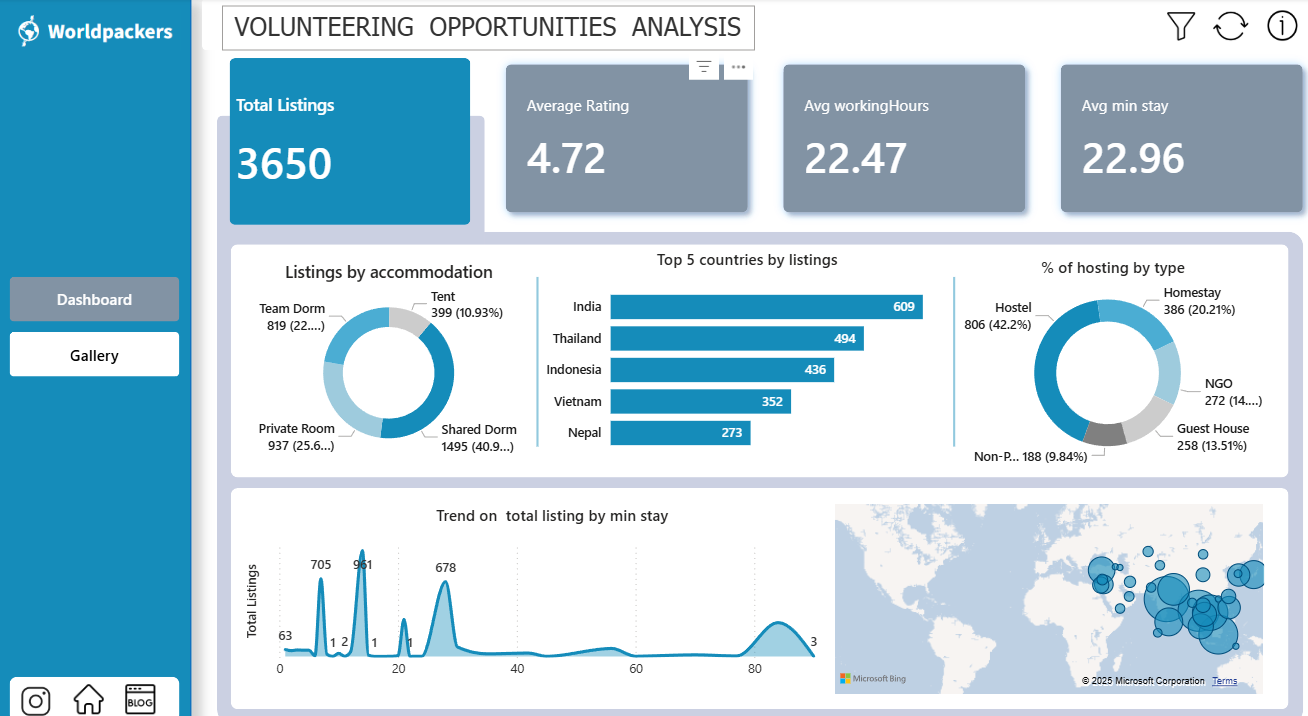 Worldpackers
VOLUNTEERING OPPORTUNITIES ANALYSIS
Total Listings
3650
Average Rating
4.72
Avg workingHours
22.47
Avg min stay
22.96
Dashboard
Gallery
Listings by accommodation
Tent
399 (10.93%)
Team Dorm
819 (22....)
Private Room
937 (25.6...)
Shared Dorm
1495 (40.9...)
Top 5 countries by listings
India 609
Thailand 494
Indonesia 436
Vietnam 352
Nepal 273
% of hosting by type
Homestay
386 (20.21%)
Hostel
806 (42.2%)
NGO
272 (14....)
Guest House
258 (13.51%)
Non-P... 188 (9.84%)
Trend on total listing by min stay
Total Listings
63
705
1
2
961
1
1
678
3
0 20 40 60 80
Microsoft Bing
© 2025 Microsoft Corporation Terms
BLOG